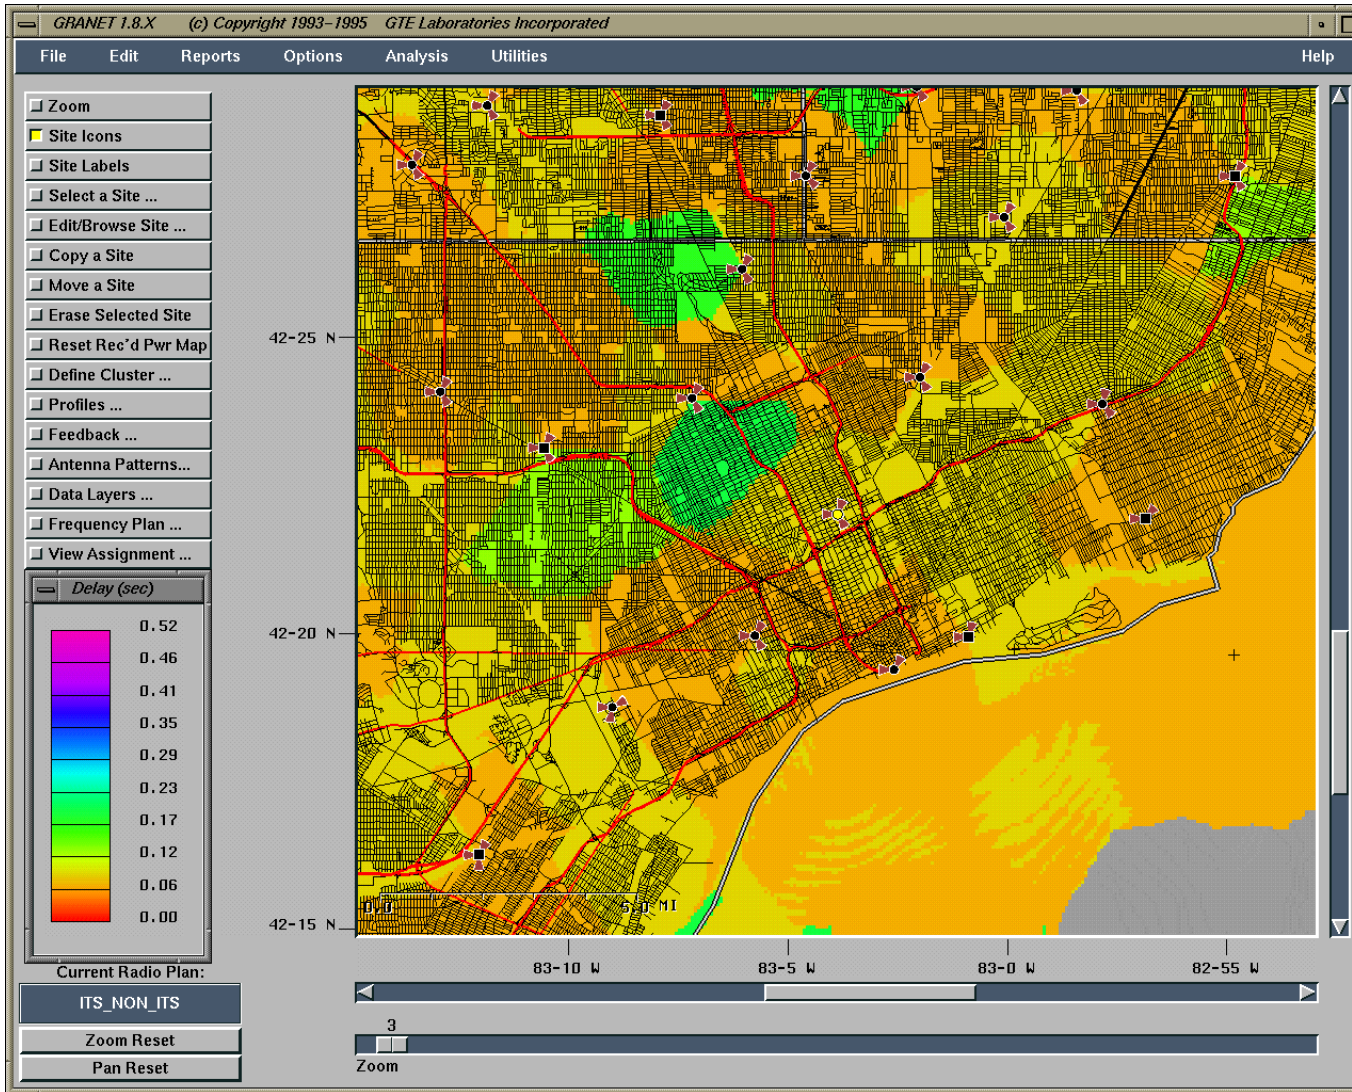 GRANET 1.8.X (c) Copyright 1993-1995 GTE Laboratories Incorporated
File Edit Reports Options Analysis Utilities Help
Zoom
Site Icons
Site Labels
Select a Site ...
Edit/Browse Site ...
Copy a Site
Move a Site
Erase Selected Site
Reset Rec'd Pwr Map
Define Cluster ...
Profiles ...
Feedback ...
Antenna Patterns...
Data Layers ...
Frequency Plan ...
View Assignment ...
Delay (sec)
0.52
0.46
0.41
0.35
0.29
0.23
0.17
0.12
0.06
0.00
Current Radio Plan:
ITS_NON_ITS
Zoom Reset
Pan Reset
42-25 N
42-20 N
42-15 N
0.0 5.0 MI
83-10 W 83-5 W 83-0 W 82-55 W
3
Zoom